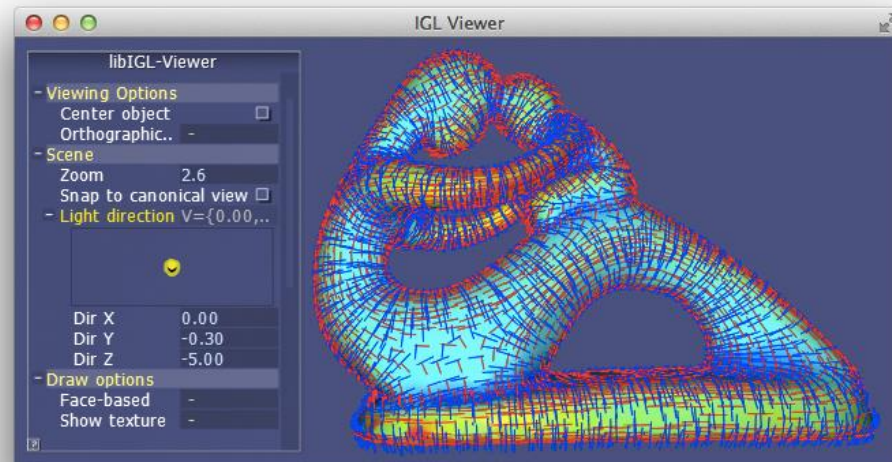 IGL Viewer
libIGL-Viewer
- Viewing Options
Center object
Orthographic.. -
- Scene
Zoom 2.6
Snap to canonical view
- Light direction V={0.00,..
Dir X 0.00
Dir Y -0.30
Dir Z -5.00
- Draw options
Face-based -
Show texture -
?